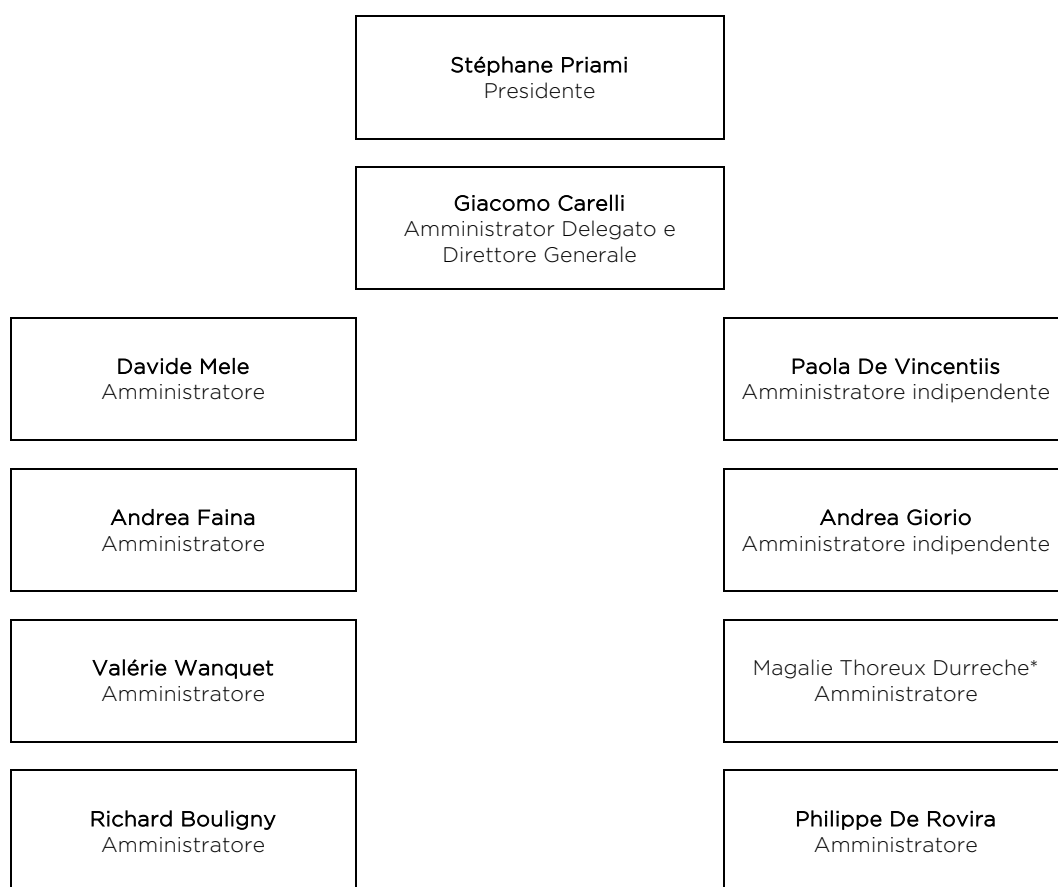 Stéphane Priami
Presidente
Giacomo Carelli
Amministrator Delegato e
Direttore Generale
Davide Mele
Amministratore
Paola De Vincentiis
Amministratore indipendente
Andrea Faina
Amministratore
Andrea Giorio
Amministratore indipendente
Valérie Wanquet
Amministratore
Magalie Thoreux Durreche*
Amministratore
Richard Bouligny
Amministratore
Philippe De Rovira
Amministratore